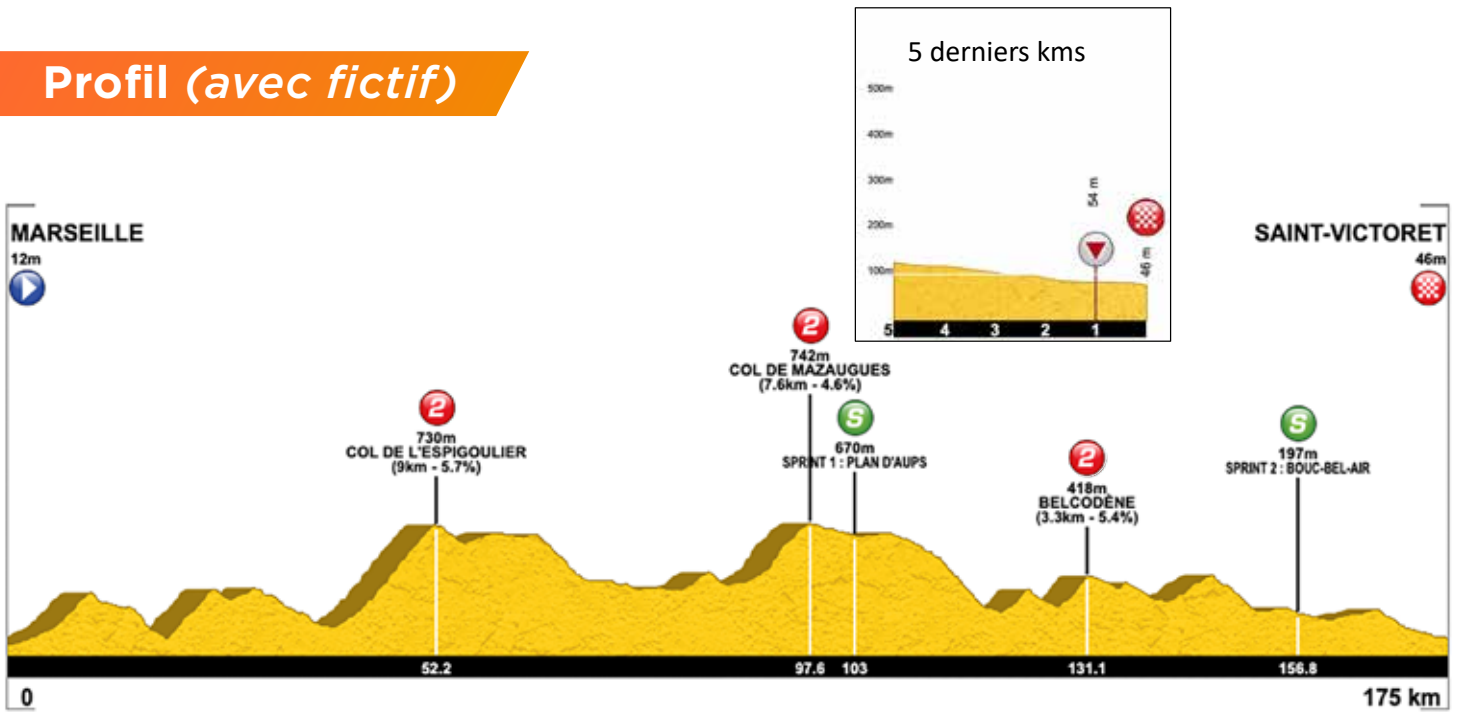 Profil (avec fictif)
5 derniers kms
500m
400m
300m
200m
100m
54 m
46 m
5 4 3 2 1
MARSEILLE
12m
SAINT-VICTORET
46m
2
730m
COL DE L'ESPIGOULIER
(9km - 5.7%)
2
742m
COL DE MAZAUGUES
(7.6km - 4.6%)
S
670m
SPRINT 1 : PLAN D'AUPS
2
418m
BELCODÈNE
(3.3km - 5.4%)
S
197m
SPRINT 2 : BOUC-BEL-AIR
52.2 97.6 103 131.1 156.8
0 175 km